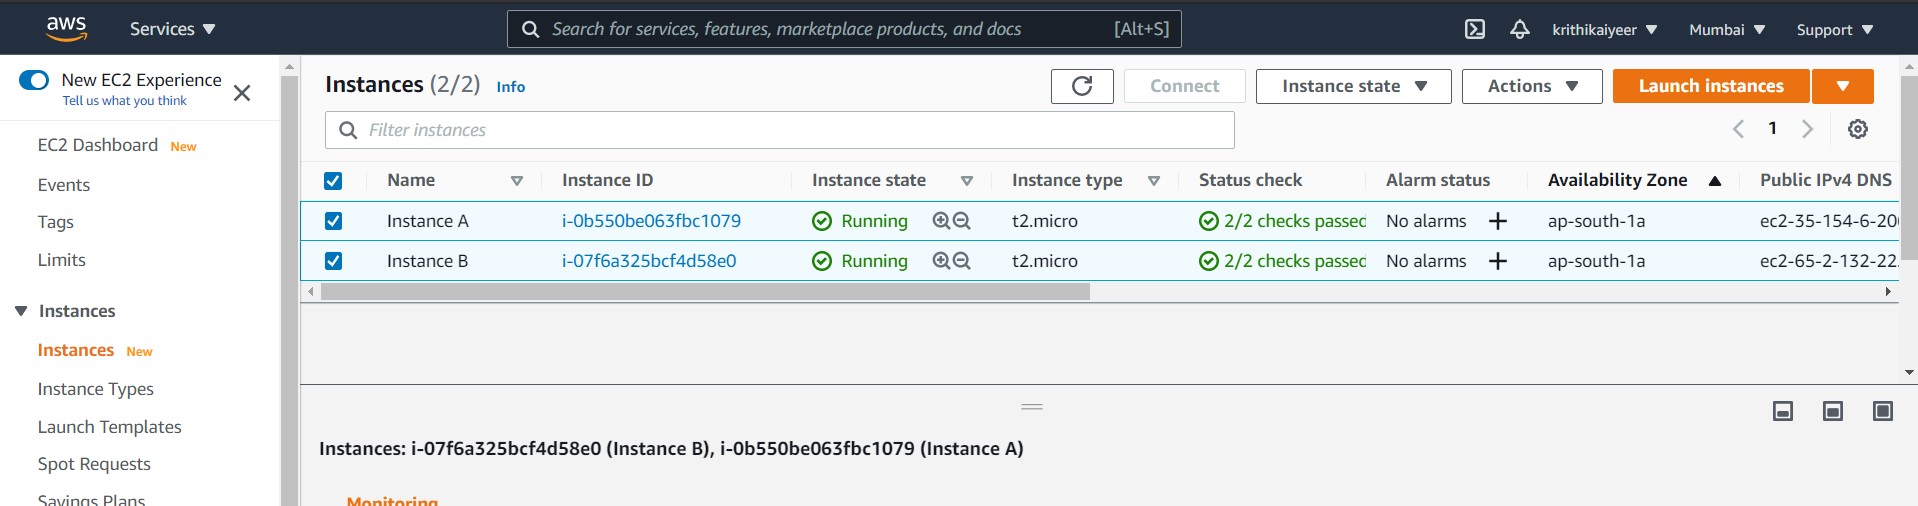 aws Services Search for services, features, marketplace products, and docs [Alt+S] krithikaiyeer Mumbai Support
New EC2 Experience
Tell us what you think
EC2 Dashboard New
Events
Tags
Limits
Instances
Instances New
Instance Types
Launch Templates
Spot Requests
Savings Plans
Instances (2/2) Info Connect Instance state Actions Launch instances
Filter instances 1
Name Instance ID Instance state Instance type Status check Alarm status Availability Zone Public IPv4 DNS
Instance A i-0b550be063fbc1079 Running t2.micro 2/2 checks passed No alarms + ap-south-1a ec2-35-154-6-20
Instance B i-07f6a325bcf4d58e0 Running t2.micro 2/2 checks passed No alarms + ap-south-1a ec2-65-2-132-22
Instances: i-07f6a325bcf4d58e0 (Instance B), i-0b550be063fbc1079 (Instance A)
Monitoring